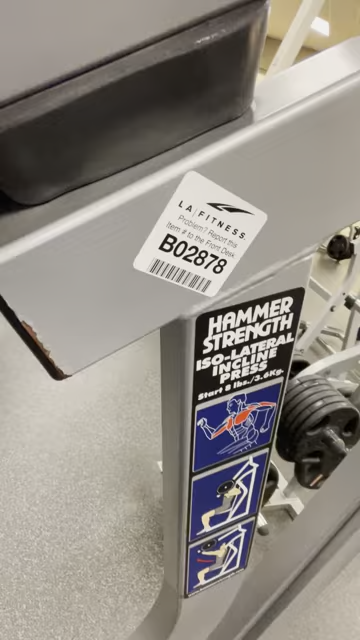 LA FITNESS.
Problem? Report this
Item # to the Front Desk
B02878
HAMMER
STRENGTH
ISO-LATERAL
INCLINE
PRESS
Start 8 lbs./3.6Kg.